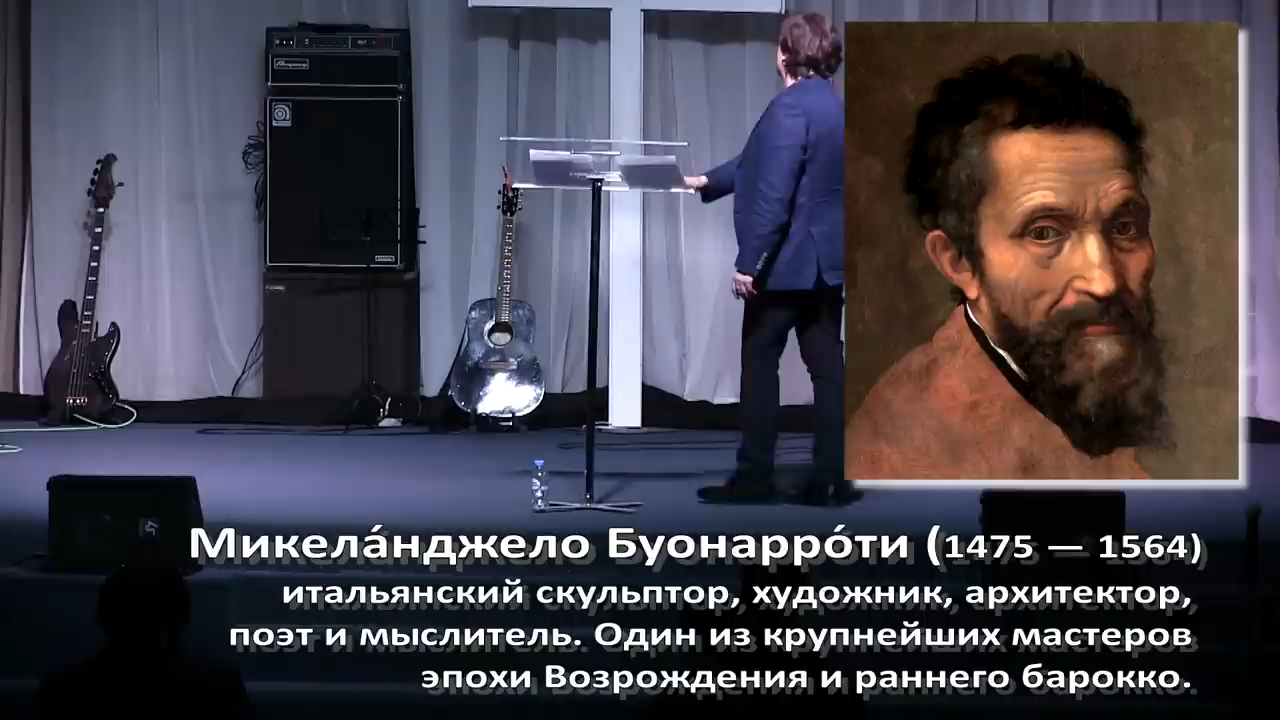 Микела́нджело Буонарро́ти (1475 — 1564)
итальянский скульптор, художник, архитектор,
поэт и мыслитель. Один из крупнейших мастеров
эпохи Возрождения и раннего барокко.